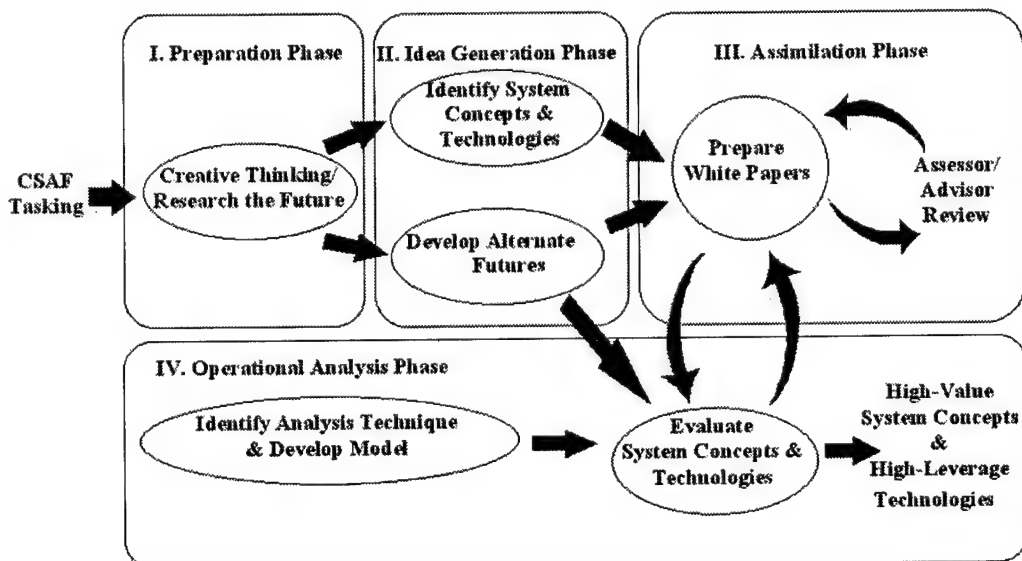 I. Preparation Phase
II. Idea Generation Phase
III. Assimilation Phase
CSAF
Tasking
Creative Thinking/
Research the Future
Identify System
Concepts &
Technologies
Develop Alternate
Futures
Prepare
White Papers
Assessor/
Advisor
Review
IV. Operational Analysis Phase
Identify Analysis Technique
& Develop Model
Evaluate
System Concepts &
Technologies
High-Value
System Concepts
&
High-Leverage
Technologies